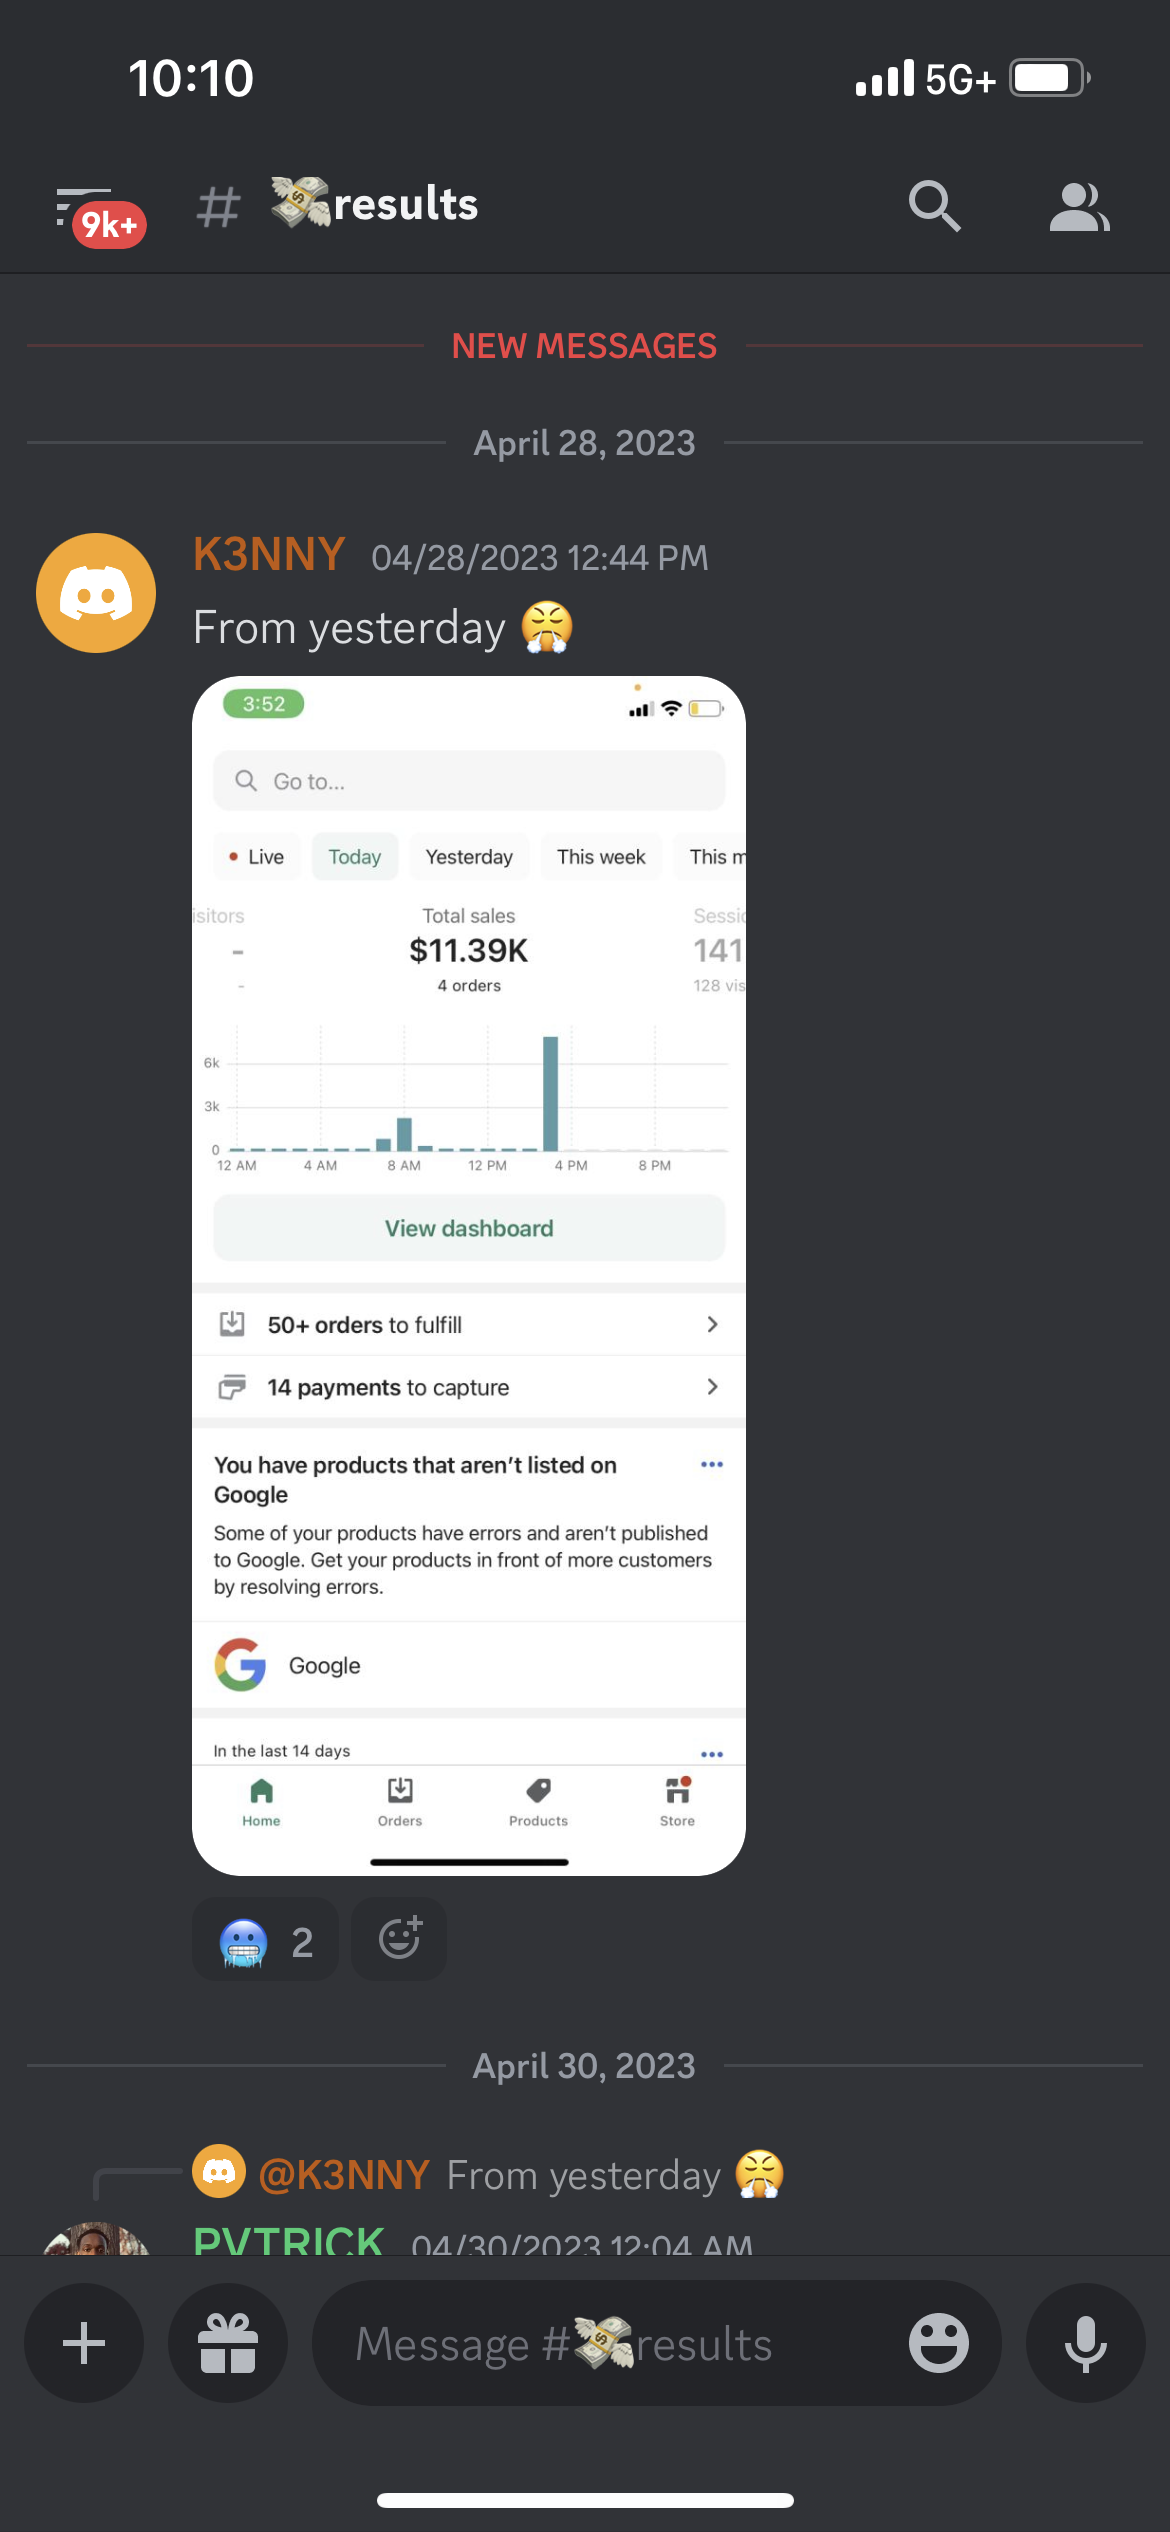 10:10
5G+
9k+
# 💸results
NEW MESSAGES
April 28, 2023
K3NNY 04/28/2023 12:44 PM
From yesterday 😤
3:52
Go to...
Live Today Yesterday This week This m
isitors Total sales Sessio
- $11.39K 141
- 4 orders 128 vis
6k
3k
0
12 AM 4 AM 8 AM 12 PM 4 PM 8 PM
View dashboard
50+ orders to fulfill
14 payments to capture
You have products that aren't listed on
Google
Some of your products have errors and aren't published
to Google. Get your products in front of more customers
by resolving errors.
Google
In the last 14 days
Home Orders Products Store
2
April 30, 2023
@K3NNY From yesterday 😤
PVTRICK 04/30/2023 12:04 AM
Message #💸results